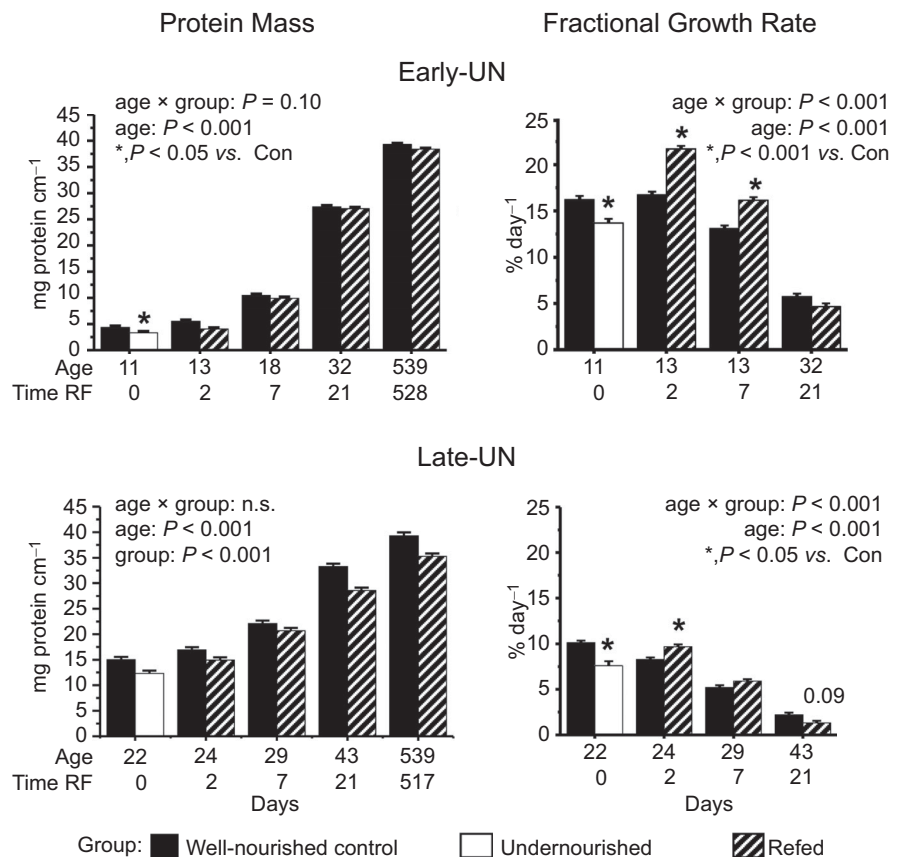 Protein Mass
Fractional Growth Rate
Early-UN
age × group: P = 0.10
age: P < 0.001
*,P < 0.05 vs. Con
mg protein cm⁻¹
45
40
35
30
25
20
15
10
5
0
*
Age 11 13 18 32 539
Time RF 0 2 7 21 528
age × group: P < 0.001
age: P < 0.001
*,P < 0.001 vs. Con
% day⁻¹
25
20
15
10
5
0
* * *
11 13 13 32
0 2 7 21
Late-UN
age × group: n.s.
age: P < 0.001
group: P < 0.001
mg protein cm⁻¹
45
40
35
30
25
20
15
10
5
0
Age 22 24 29 43 539
Time RF 0 2 7 21 517
Days
age × group: P < 0.001
age: P < 0.001
*,P < 0.05 vs. Con
% day⁻¹
25
20
15
10
5
0
* *
0.09
22 24 29 43
0 2 7 21
Days
Group: Well-nourished control Undernourished Refed